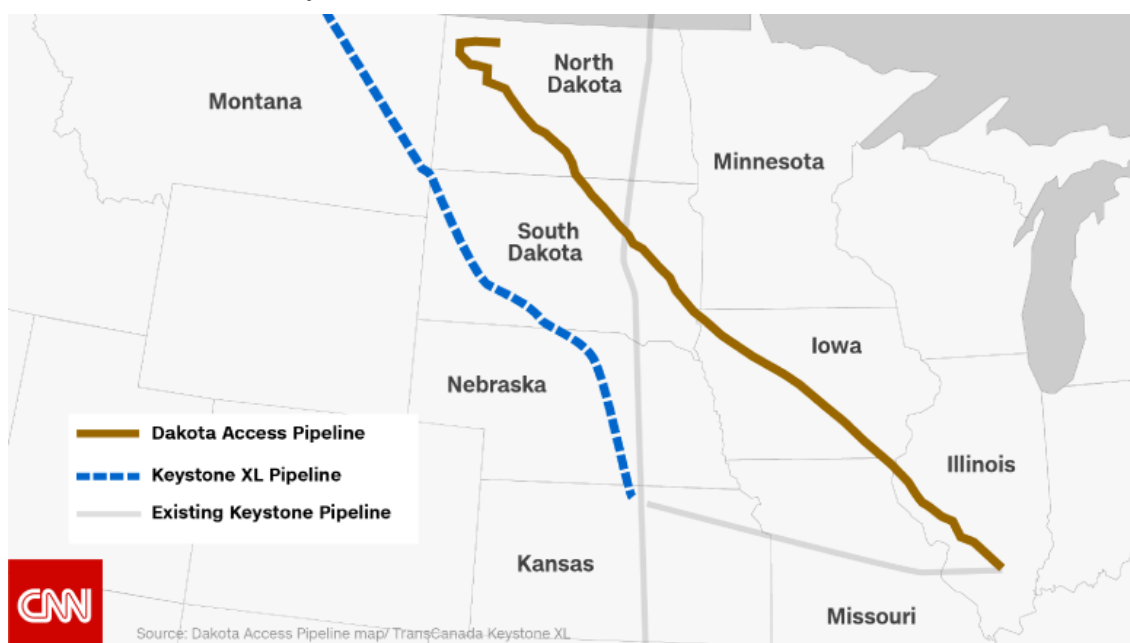 North
Dakota
Montana
Minnesota
South
Dakota
Iowa
Nebraska
Dakota Access Pipeline
Keystone XL Pipeline
Existing Keystone Pipeline
Illinois
Kansas
Missouri
CNN
Source: Dakota Access Pipeline map/ TransCanada Keystone XL